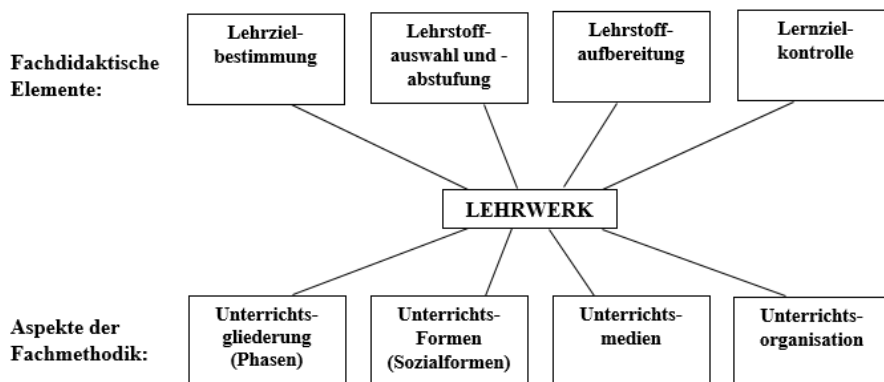 Fachdidaktische
Elemente:
Lehrziel-
bestimmung
Lehrstoff-
auswahl und -
abstufung
Lehrstoff-
aufbereitung
Lernziel-
kontrolle
LEHRWERK
Aspekte der
Fachmethodik:
Unterrichts-
gliederung
(Phasen)
Unterrichts-
Formen
(Sozialformen)
Unterrichts-
medien
Unterrichts-
organisation